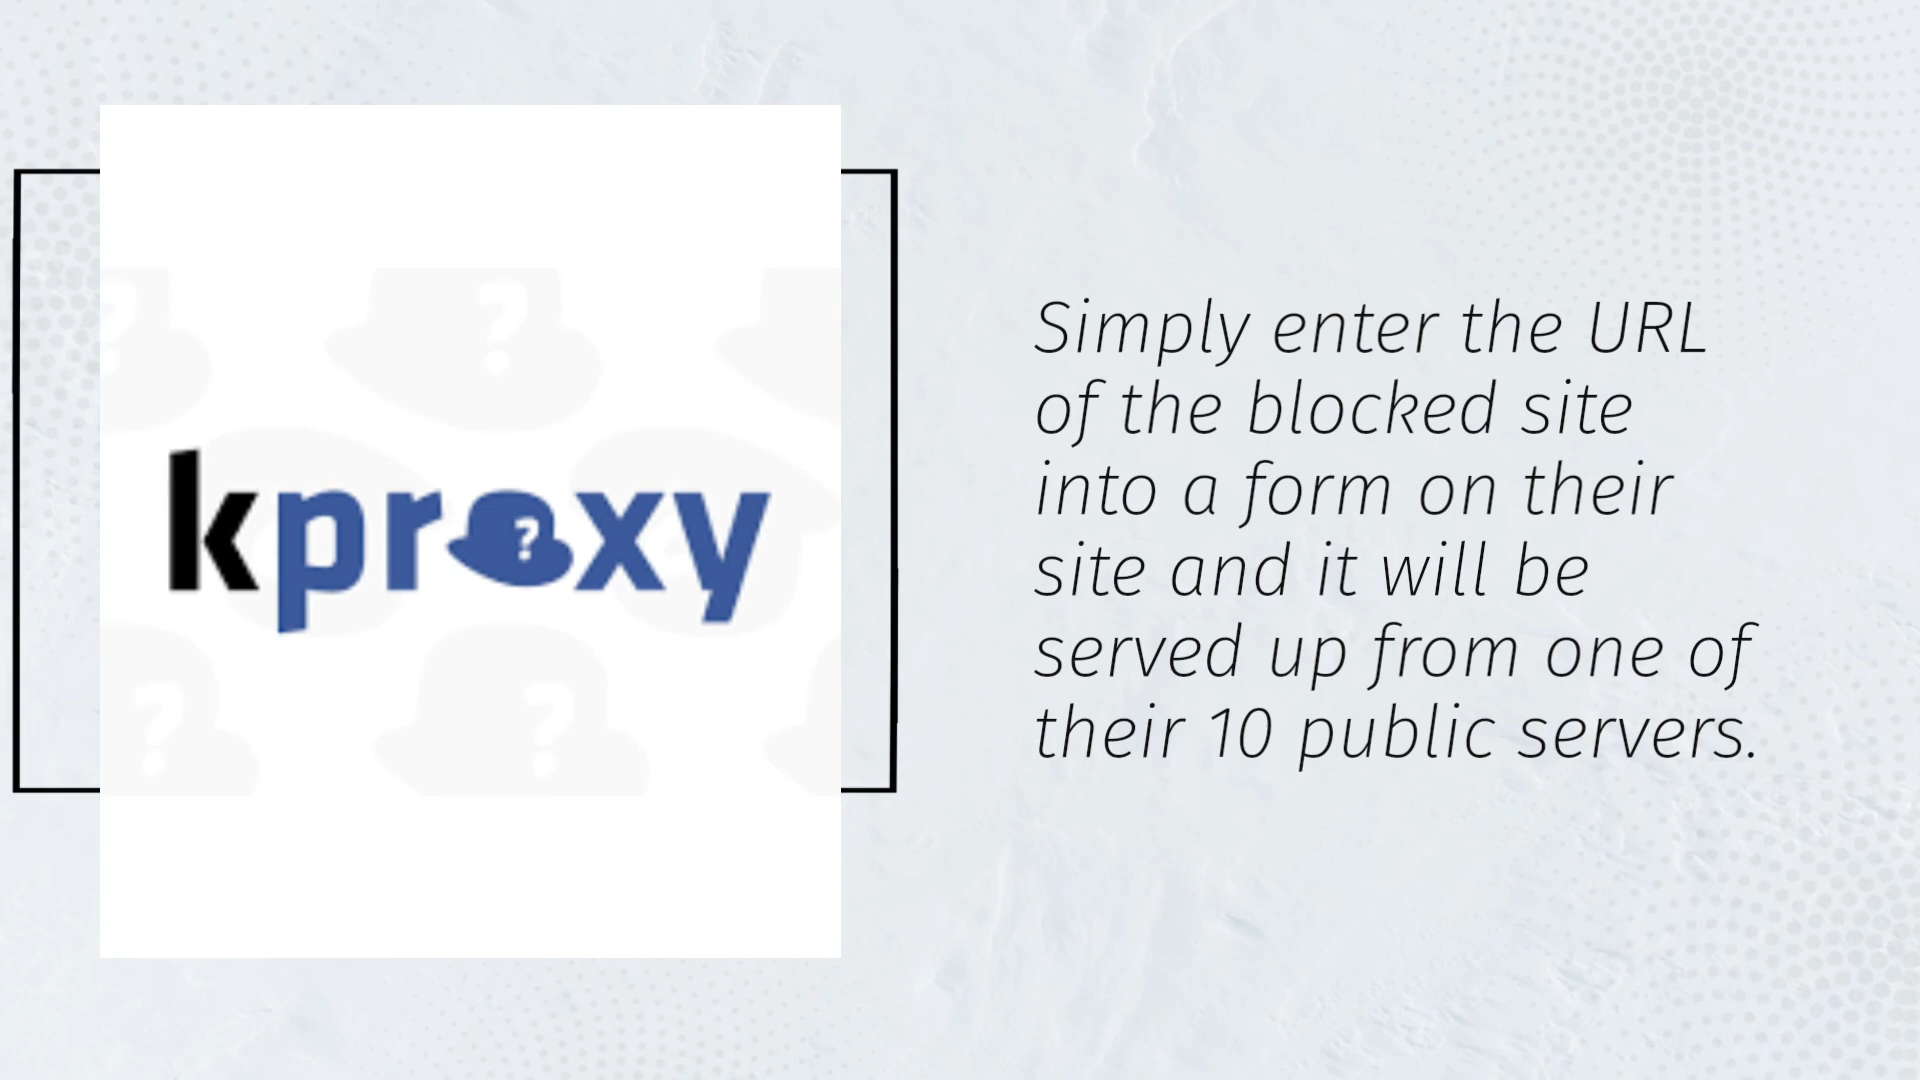 kproxy
Simply enter the URL
of the blocked site
into a form on their
site and it will be
served up from one of
their 10 public servers.